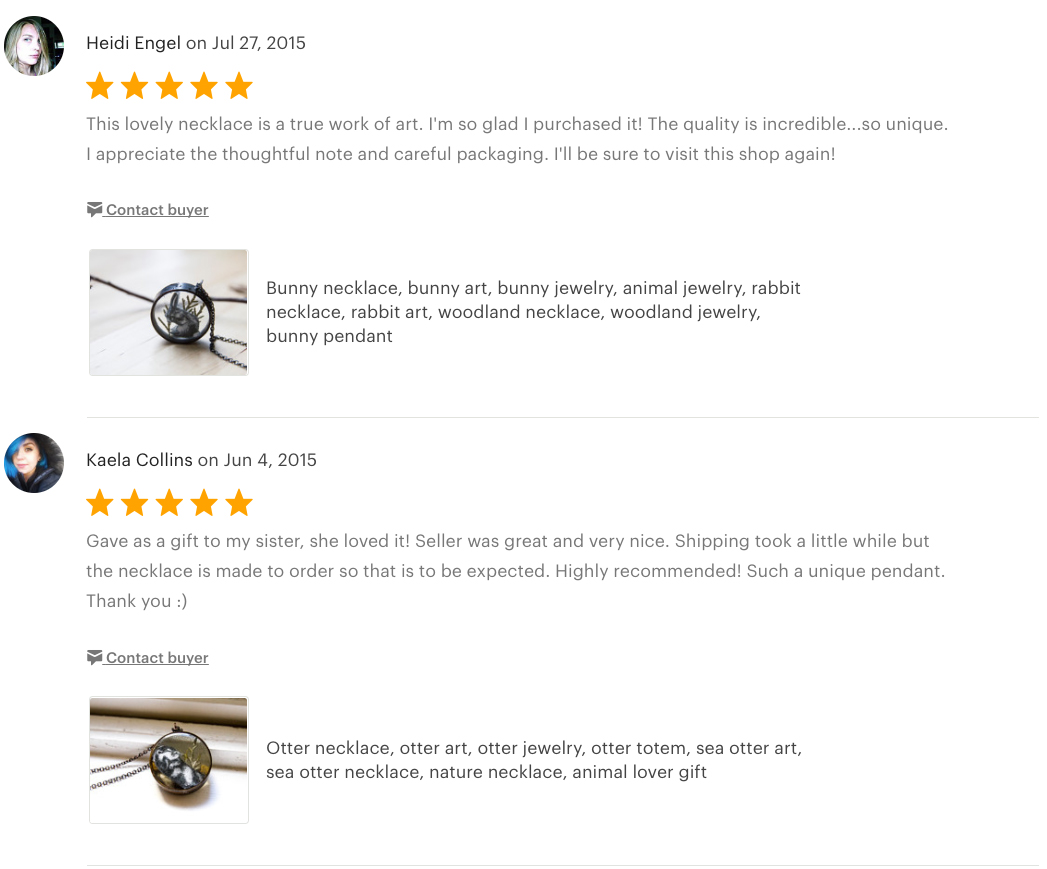 Heidi Engel on Jul 27, 2015
This lovely necklace is a true work of art. I'm so glad I purchased it! The quality is incredible...so unique.
I appreciate the thoughtful note and careful packaging. I'll be sure to visit this shop again!
Contact buyer
Bunny necklace, bunny art, bunny jewelry, animal jewelry, rabbit
necklace, rabbit art, woodland necklace, woodland jewelry,
bunny pendant
Kaela Collins on Jun 4, 2015
Gave as a gift to my sister, she loved it! Seller was great and very nice. Shipping took a little while but
the necklace is made to order so that is to be expected. Highly recommended! Such a unique pendant.
Thank you :)
Contact buyer
Otter necklace, otter art, otter jewelry, otter totem, sea otter art,
sea otter necklace, nature necklace, animal lover gift